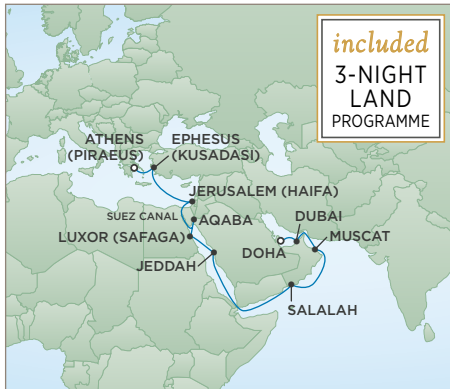 included
3-NIGHT
LAND
PROGRAMME
ATHENS
(PIRAEUS)
EPHESUS
(KUSADASI)
JERUSALEM (HAIFA)
SUEZ CANAL
AQABA
LUXOR (SAFAGA)
DUBAI
MUSCAT
DOHA
JEDDAH
SALALAH